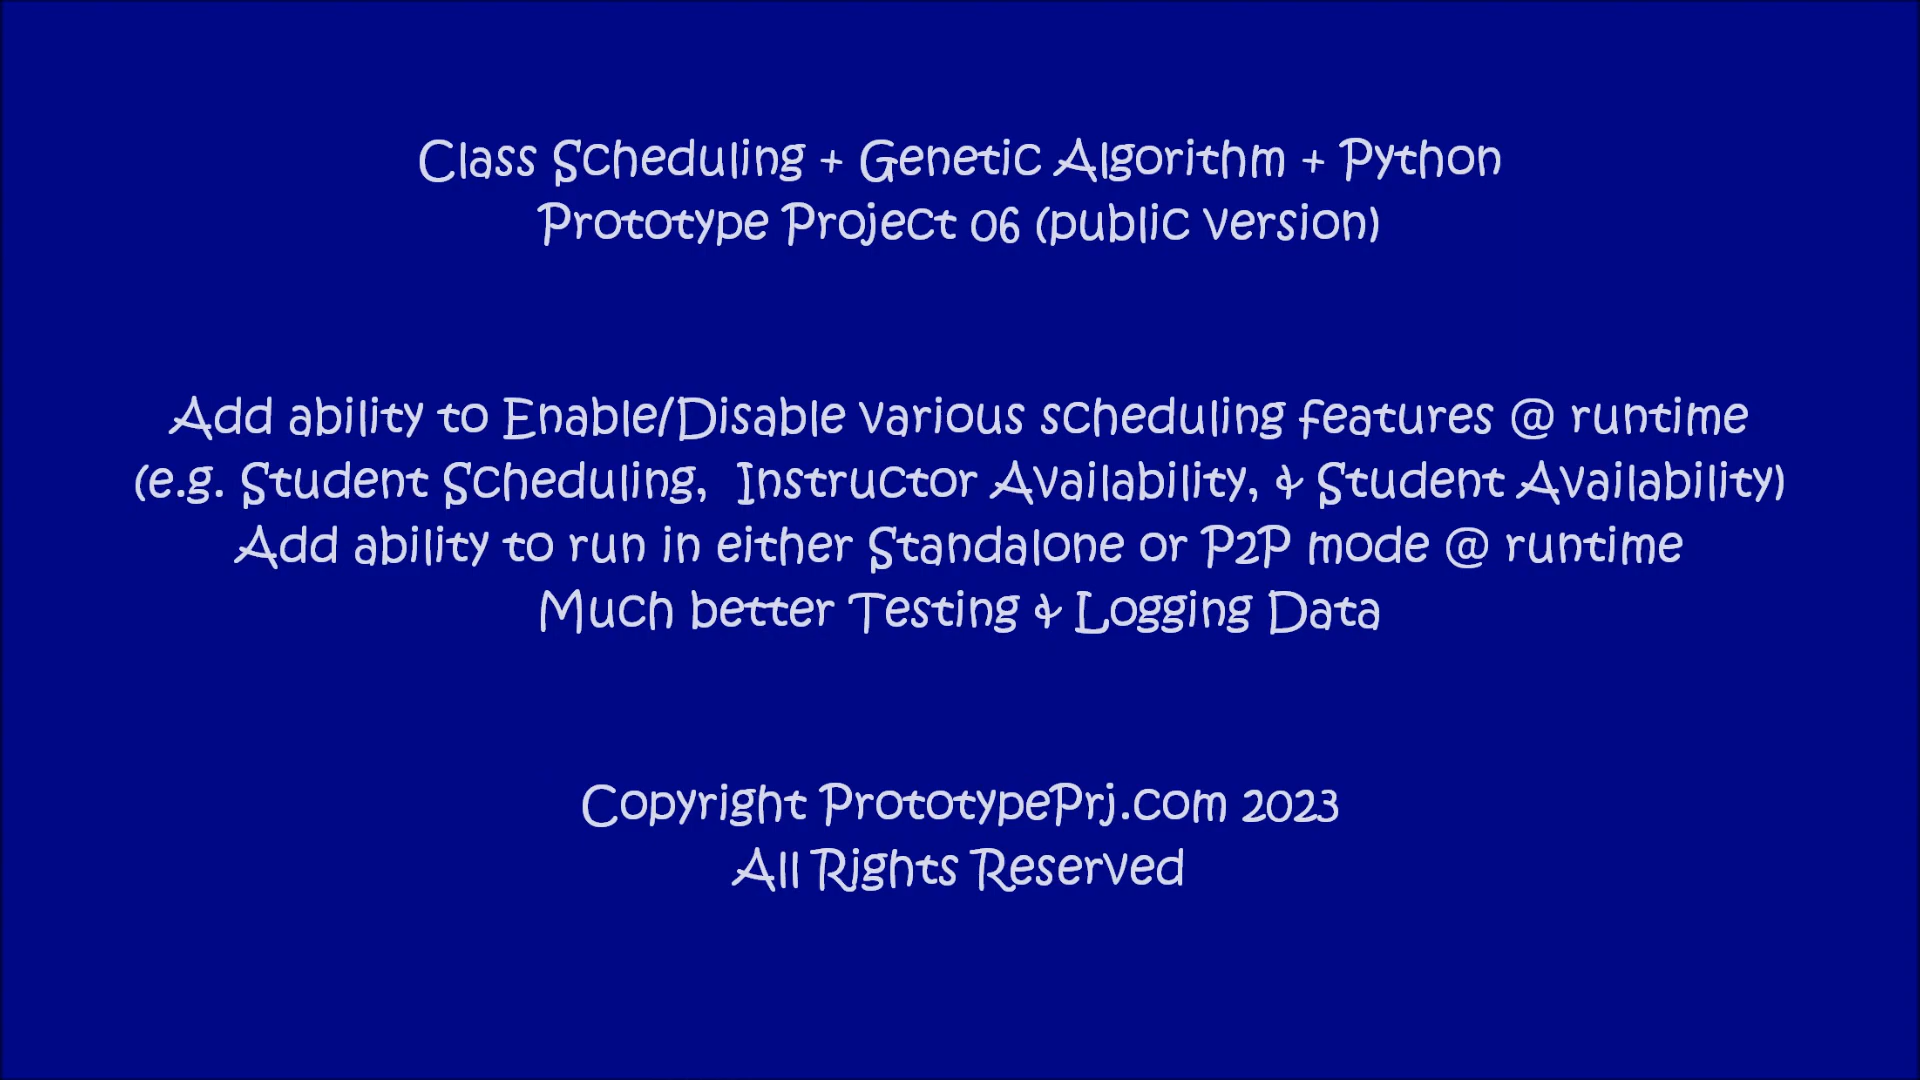 Class Scheduling + Genetic Algorithm + Python
Prototype Project 06 (public version)
Add ability to Enable/Disable various scheduling features @ runtime
(e.g. Student Scheduling,  Instructor Availability, & Student Availability)
Add ability to run in either Standalone or P2P mode @ runtime
Much better Testing & Logging Data
Copyright PrototypePrj.com 2023
All Rights Reserved